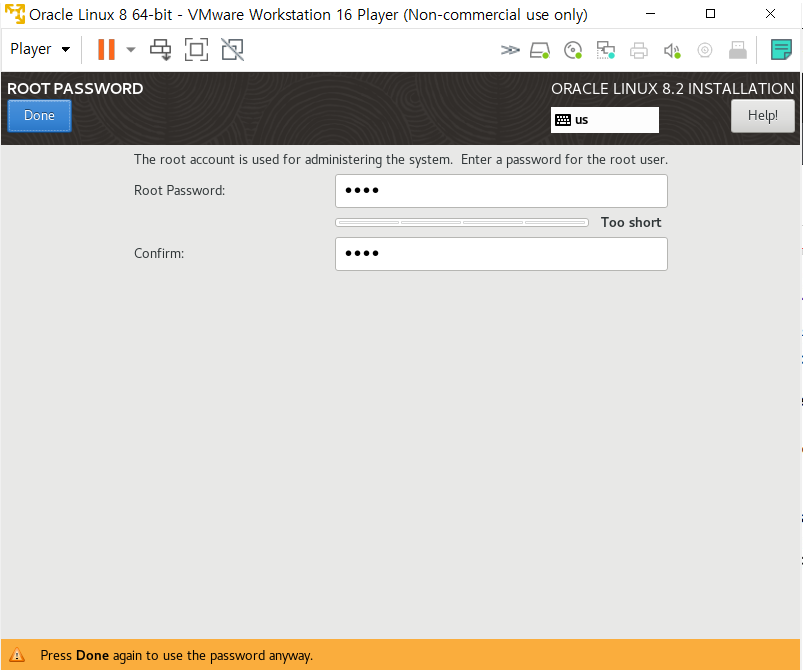 Oracle Linux 8 64-bit - VMware Workstation 16 Player (Non-commercial use only)
Player
ROOT PASSWORD
ORACLE LINUX 8.2 INSTALLATION
Done
us
Help!
The root account is used for administering the system.  Enter a password for the root user.
Root Password:
••••
Too short
Confirm:
••••
Press Done again to use the password anyway.